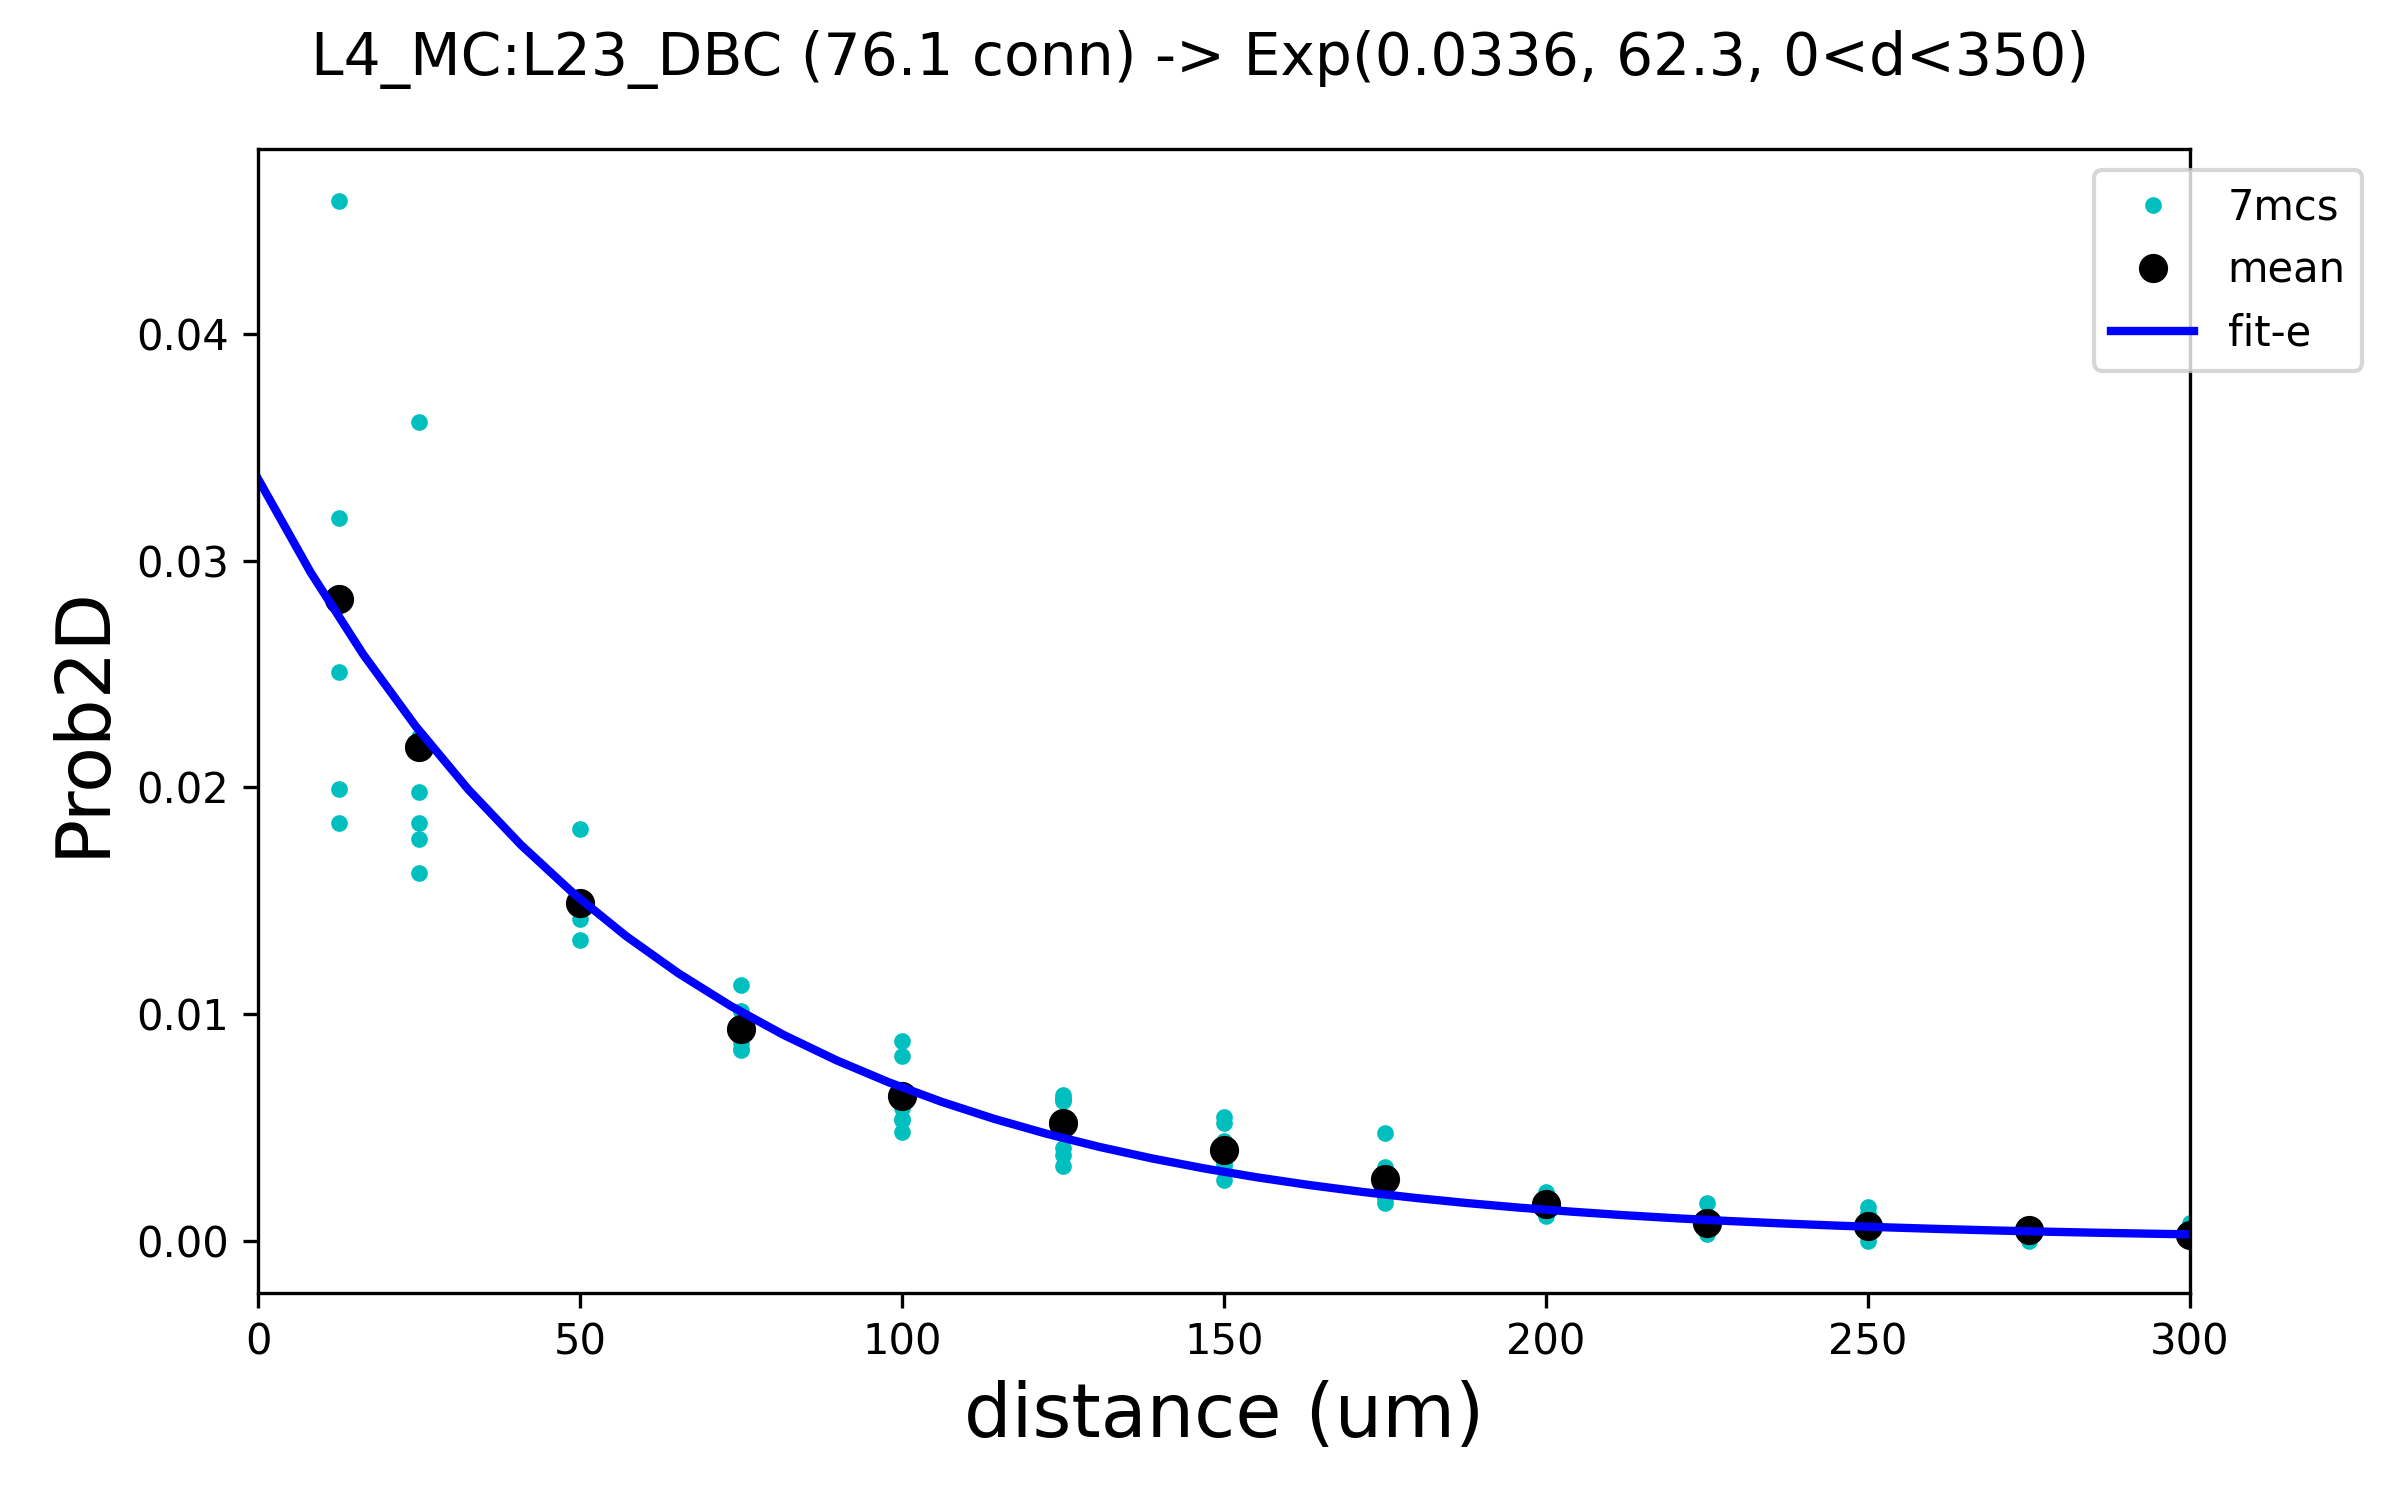 L4_MC:L23_DBC (76.1 conn) -> Exp(0.0336, 62.3, 0<d<350)
7mcs
mean
fit-e
Prob2D
0.04
0.03
0.02
0.01
0.00
0 50 100 150 200 250 300
distance (um)